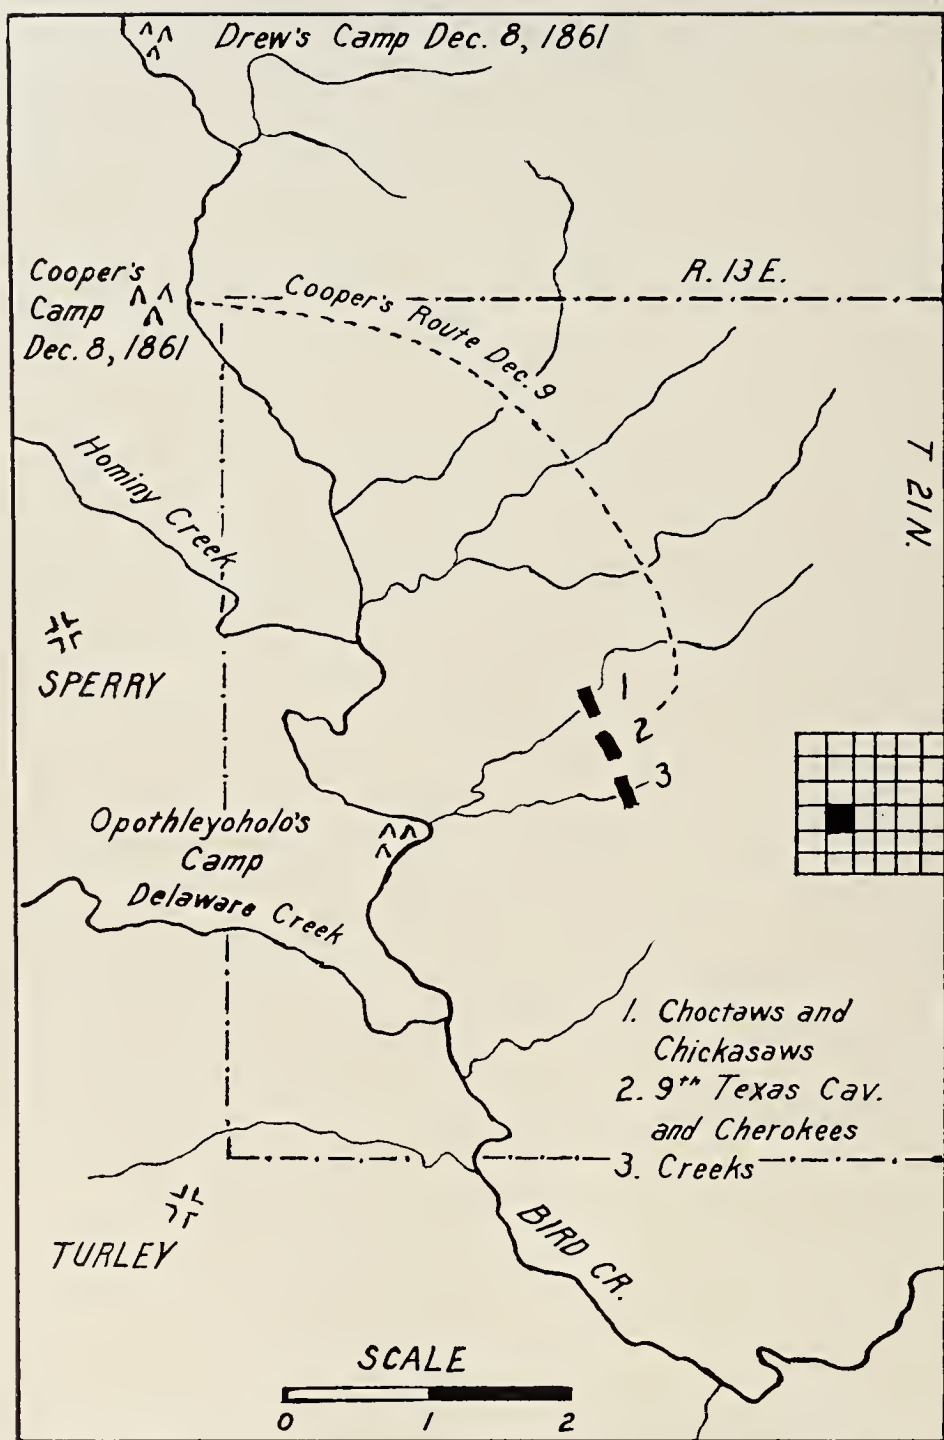 Drew's Camp Dec. 8, 1861
Cooper's
Camp
Dec. 8, 1861
Cooper's Route Dec. 9
R. 13 E.
T 21 N.
Hominy Creek
SPERRY
1
2
3
Opothleyoholo's
Camp
Delaware Creek
1. Choctaws and
Chickasaws
2. 9th Texas Cav.
and Cherokees
3. Creeks
TURLEY
BIRD CR.
SCALE
0 1 2